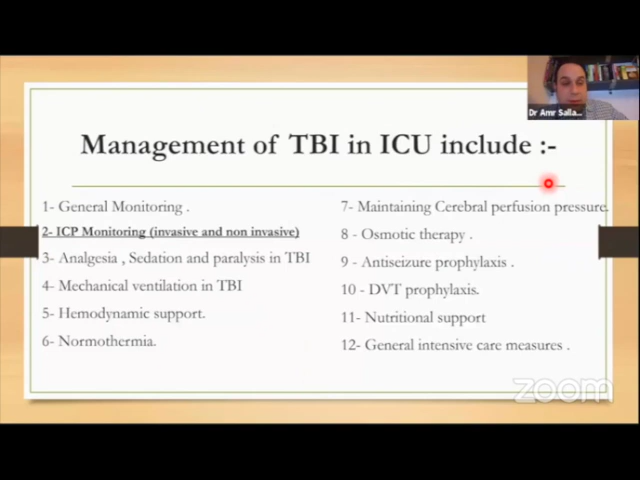 Dr Amr Salla...
Management of TBI in ICU include :-
1- General Monitoring .
2- ICP Monitoring (invasive and non invasive)
3- Analgesia , Sedation and paralysis in TBI
4- Mechanical ventilation in TBI
5- Hemodynamic support.
6- Normothermia.
7- Maintaining Cerebral perfusion pressure.
8 - Osmotic therapy .
9 - Antiseizure prophylaxis .
10 - DVT prophylaxis.
11- Nutritional support
12- General intensive care measures .
zoom